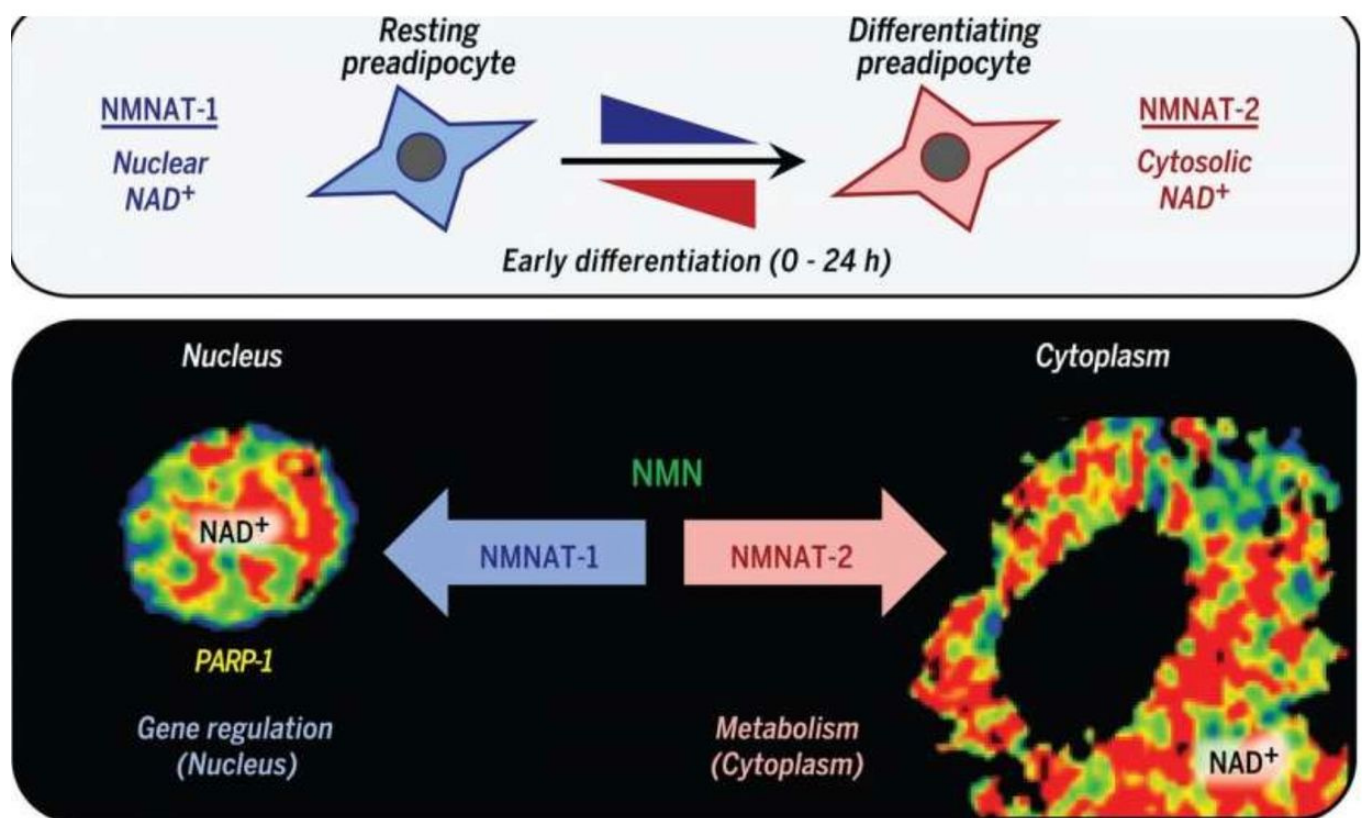 Resting
preadipocyte
Differentiating
preadipocyte
NMNAT-1
Nuclear
NAD⁺
NMNAT-2
Cytosolic
NAD⁺
Early differentiation (0 - 24 h)
Nucleus
Cytoplasm
NMN
NAD⁺
NMNAT-1
NMNAT-2
PARP-1
Gene regulation
(Nucleus)
Metabolism
(Cytoplasm)
NAD⁺